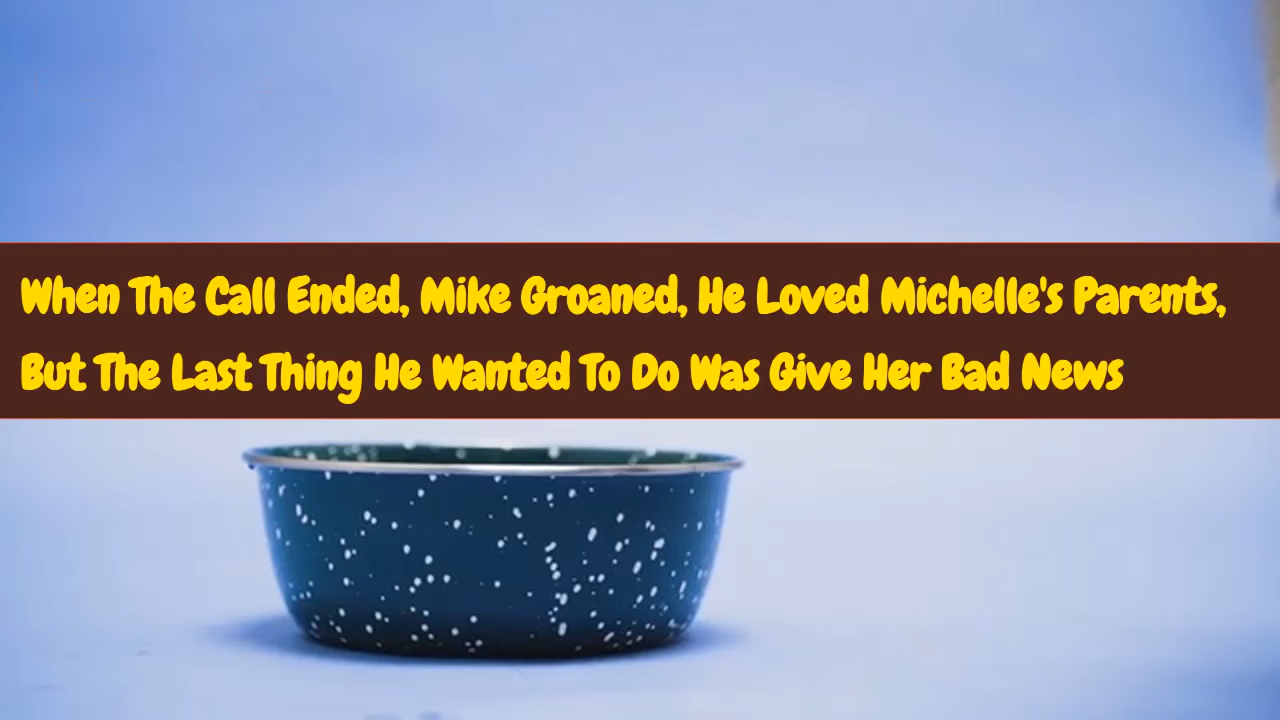 When The Call Ended, Mike Groaned, He Loved Michelle's Parents,
But The Last Thing He Wanted To Do Was Give Her Bad News